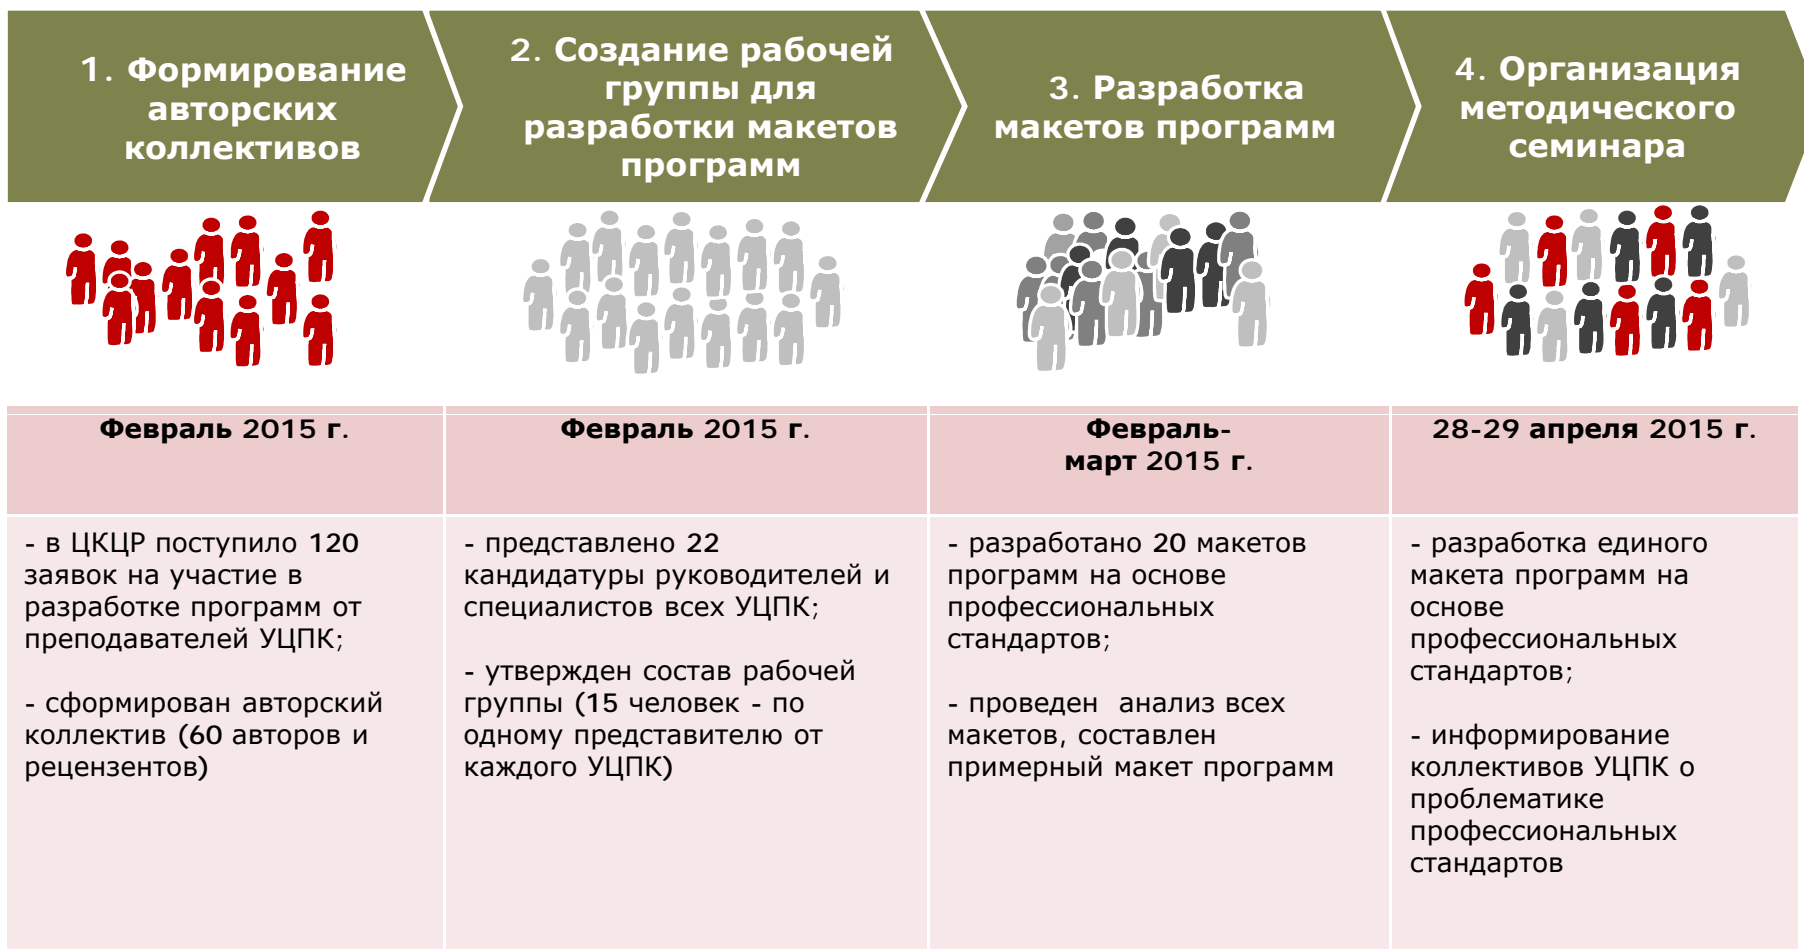 1. Формирование
авторских
коллективов
2. Создание рабочей
группы для
разработки макетов
программ
3. Разработка
макетов программ
4. Организация
методического
семинара
Февраль 2015 г.
Февраль 2015 г.
Февраль-
март 2015 г.
28-29 апреля 2015 г.
- в ЦКЦР поступило 120
заявок на участие в
разработке программ от
преподавателей УЦПК;
- сформирован авторский
коллектив (60 авторов и
рецензентов)
- представлено 22
кандидатуры руководителей и
специалистов всех УЦПК;
- утвержден состав рабочей
группы (15 человек - по
одному представителю от
каждого УЦПК)
- разработано 20 макетов
программ на основе
профессиональных
стандартов;
- проведен  анализ всех
макетов, составлен
примерный макет программ
- разработка единого
макета программ на
основе
профессиональных
стандартов;
- информирование
коллективов УЦПК о
проблематике
профессиональных
стандартов